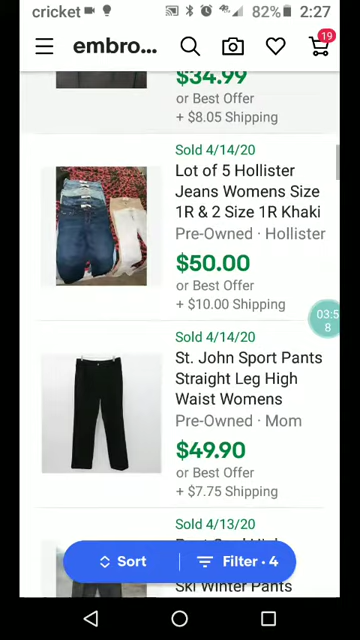 cricket 82% 2:27
embro... 19
$34.99
or Best Offer
+ $8.05 Shipping
Sold 4/14/20
Lot of 5 Hollister
Jeans Womens Size
1R & 2 Size 1R Khaki
Pre-Owned · Hollister
$50.00
or Best Offer
+ $10.00 Shipping
03:5
8
Sold 4/14/20
St. John Sport Pants
Straight Leg High
Waist Womens
Pre-Owned · Mom
$49.90
or Best Offer
+ $7.75 Shipping
Sold 4/13/20
Sort Filter · 4
Ski Winter Pants